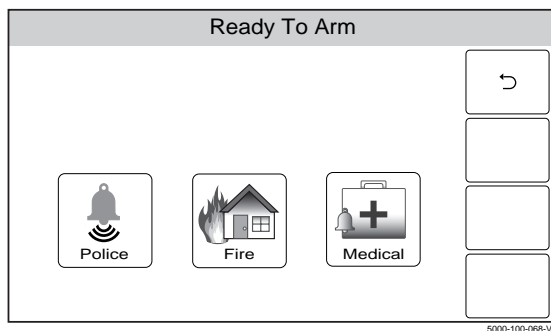 Ready To Arm
Police
Fire
Medical
5000-100-068-V